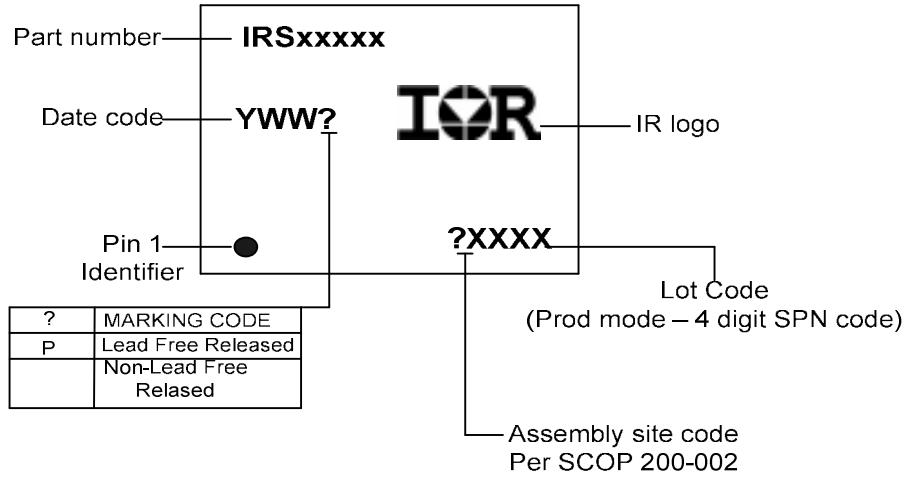 Part number
IRSxxxxx
Date code
YWW?
IOR
IR logo
Pin 1
Identifier
?XXXX
Lot Code
(Prod mode – 4 digit SPN code)
? MARKING CODE
P Lead Free Released
Non-Lead Free
Relased
Assembly site code
Per SCOP 200-002